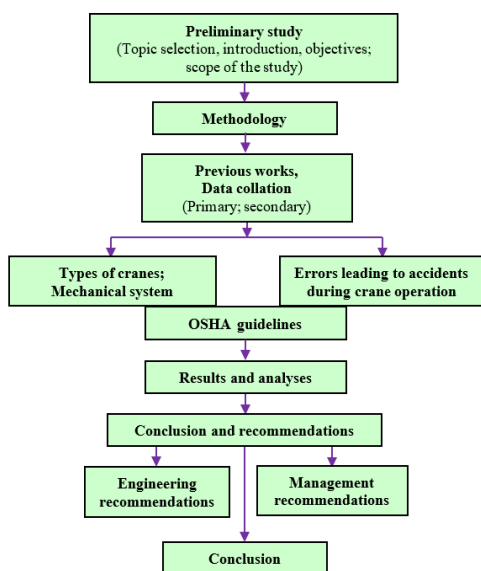 Preliminary study
(Topic selection, introduction, objectives;
scope of the study)
Methodology
Previous works,
Data collation
(Primary; secondary)
Types of cranes;
Mechanical system
Errors leading to accidents
during crane operation
OSHA guidelines
Results and analyses
Conclusion and recommendations
Engineering
recommendations
Management
recommendations
Conclusion